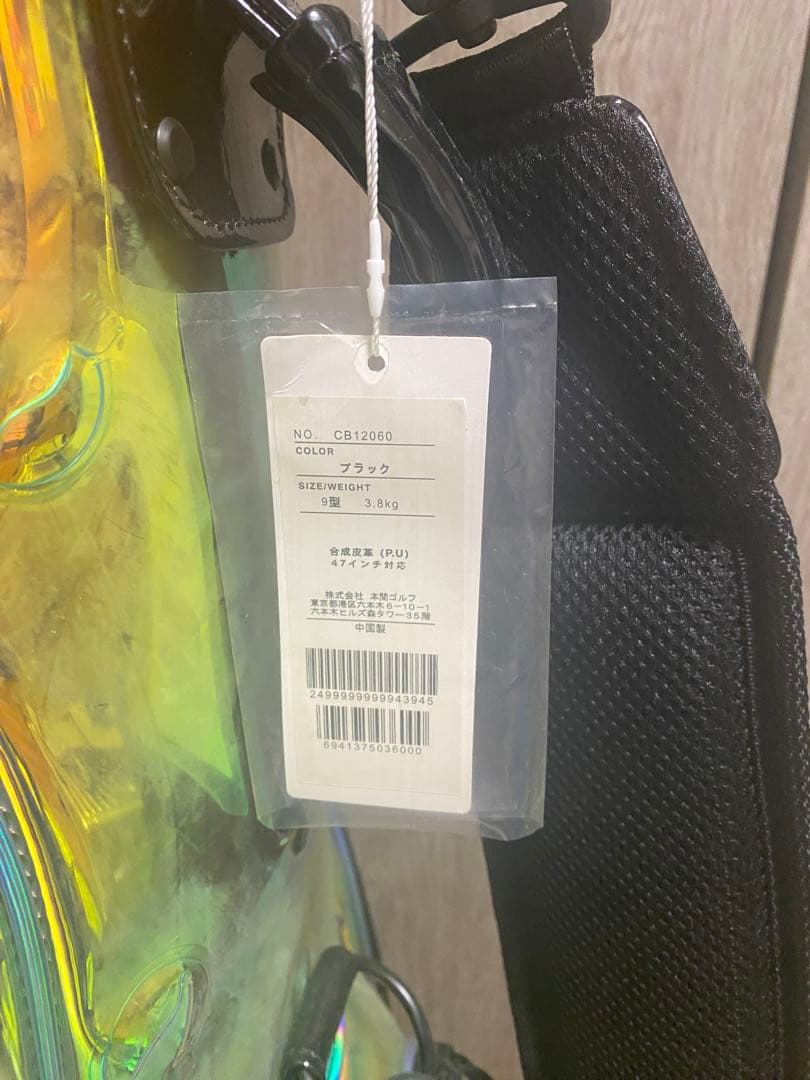 NO. CB12060
COLOR
ブラック
SIZE/WEIGHT
9型 3.8kg
合成皮革 (P.U)
47インチ対応
株式会社 本間ゴルフ
東京都港区六本木6-10-1
六本木ヒルズ森タワー35階
中国製
2499999999943945
6941375036000